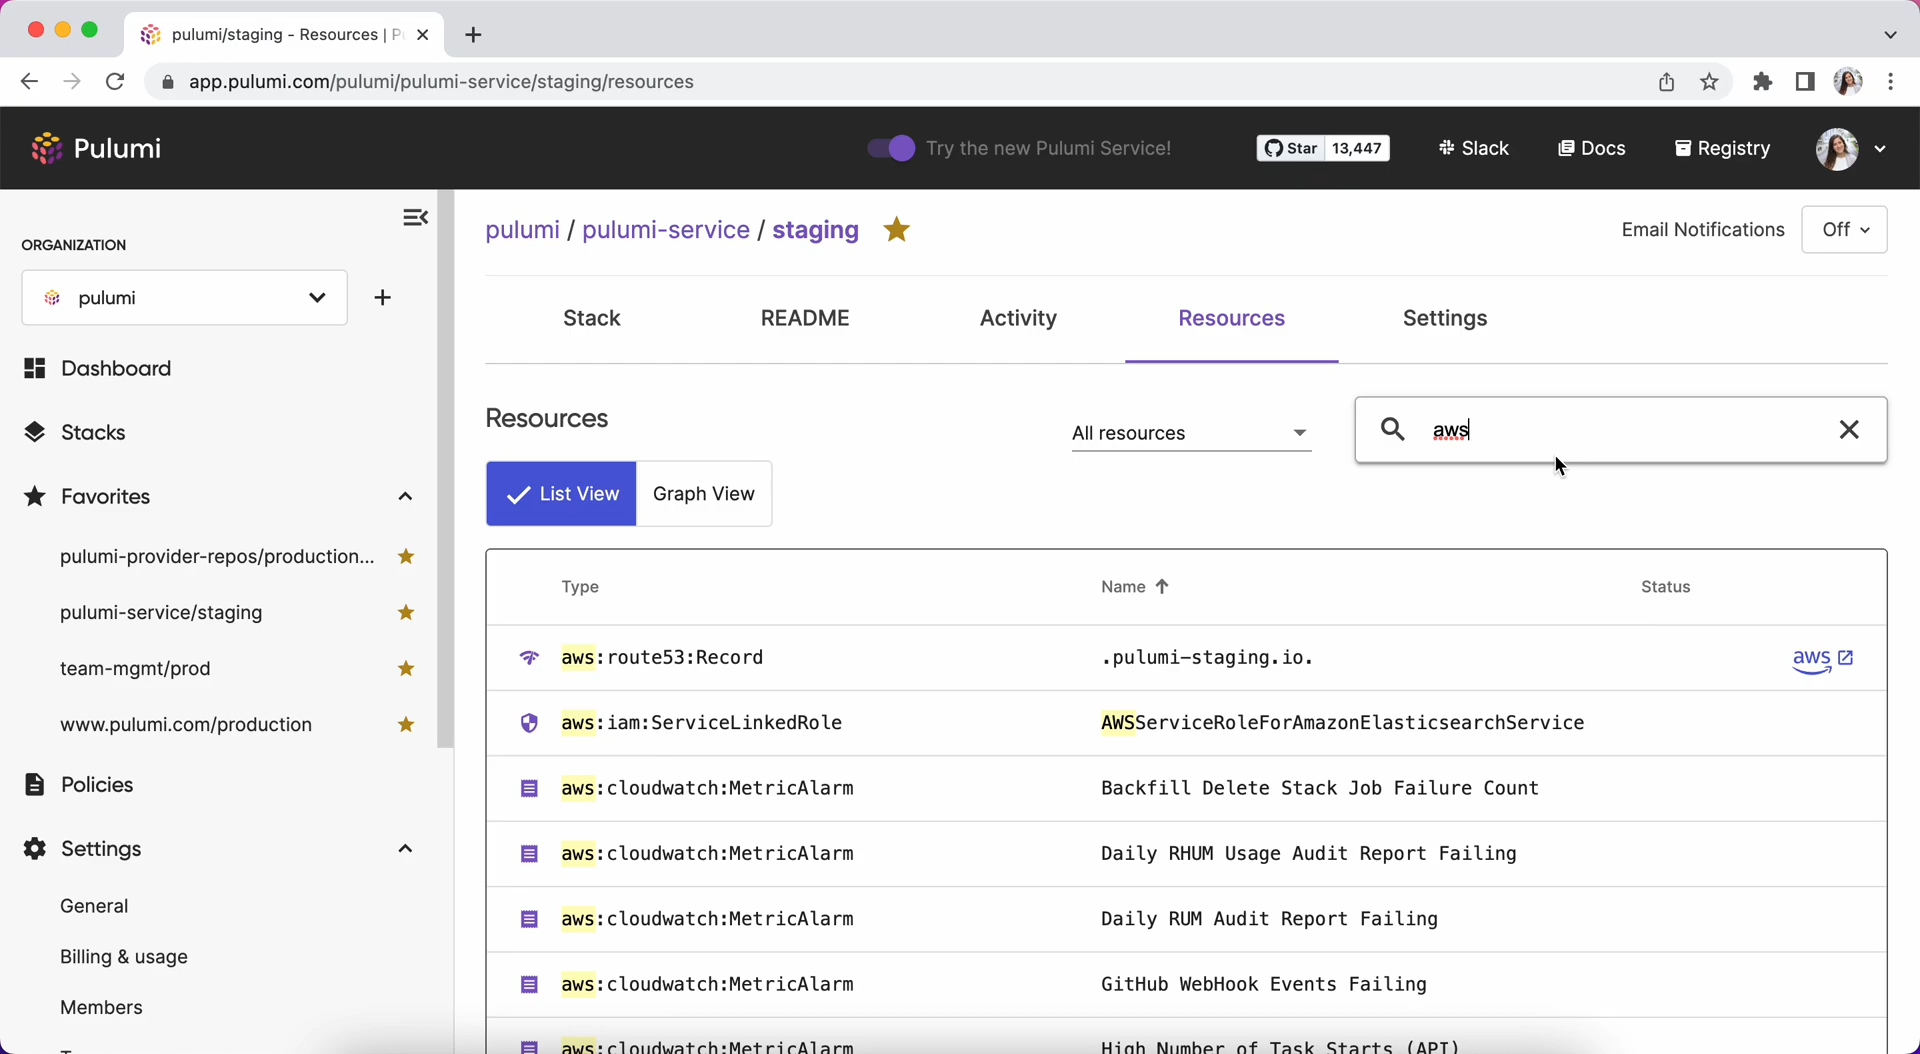 pulumi/staging - Resources | P
app.pulumi.com/pulumi/pulumi-service/staging/resources
Pulumi
Try the new Pulumi Service!
Star 13,447
Slack
Docs
Registry
ORGANIZATION
pulumi
Dashboard
Stacks
Favorites
pulumi-provider-repos/production...
pulumi-service/staging
team-mgmt/prod
www.pulumi.com/production
Policies
Settings
General
Billing & usage
Members
pulumi / pulumi-service / staging
Email Notifications
Off
Stack README Activity Resources Settings
Resources
All resources
aws
List View Graph View
Type Name Status
aws:route53:Record .pulumi-staging.io. aws
aws:iam:ServiceLinkedRole AWSServiceRoleForAmazonElasticsearchService
aws:cloudwatch:MetricAlarm Backfill Delete Stack Job Failure Count
aws:cloudwatch:MetricAlarm Daily RHUM Usage Audit Report Failing
aws:cloudwatch:MetricAlarm Daily RUM Audit Report Failing
aws:cloudwatch:MetricAlarm GitHub WebHook Events Failing
aws:cloudwatch:MetricAlarm High Number of Task Starts (API)